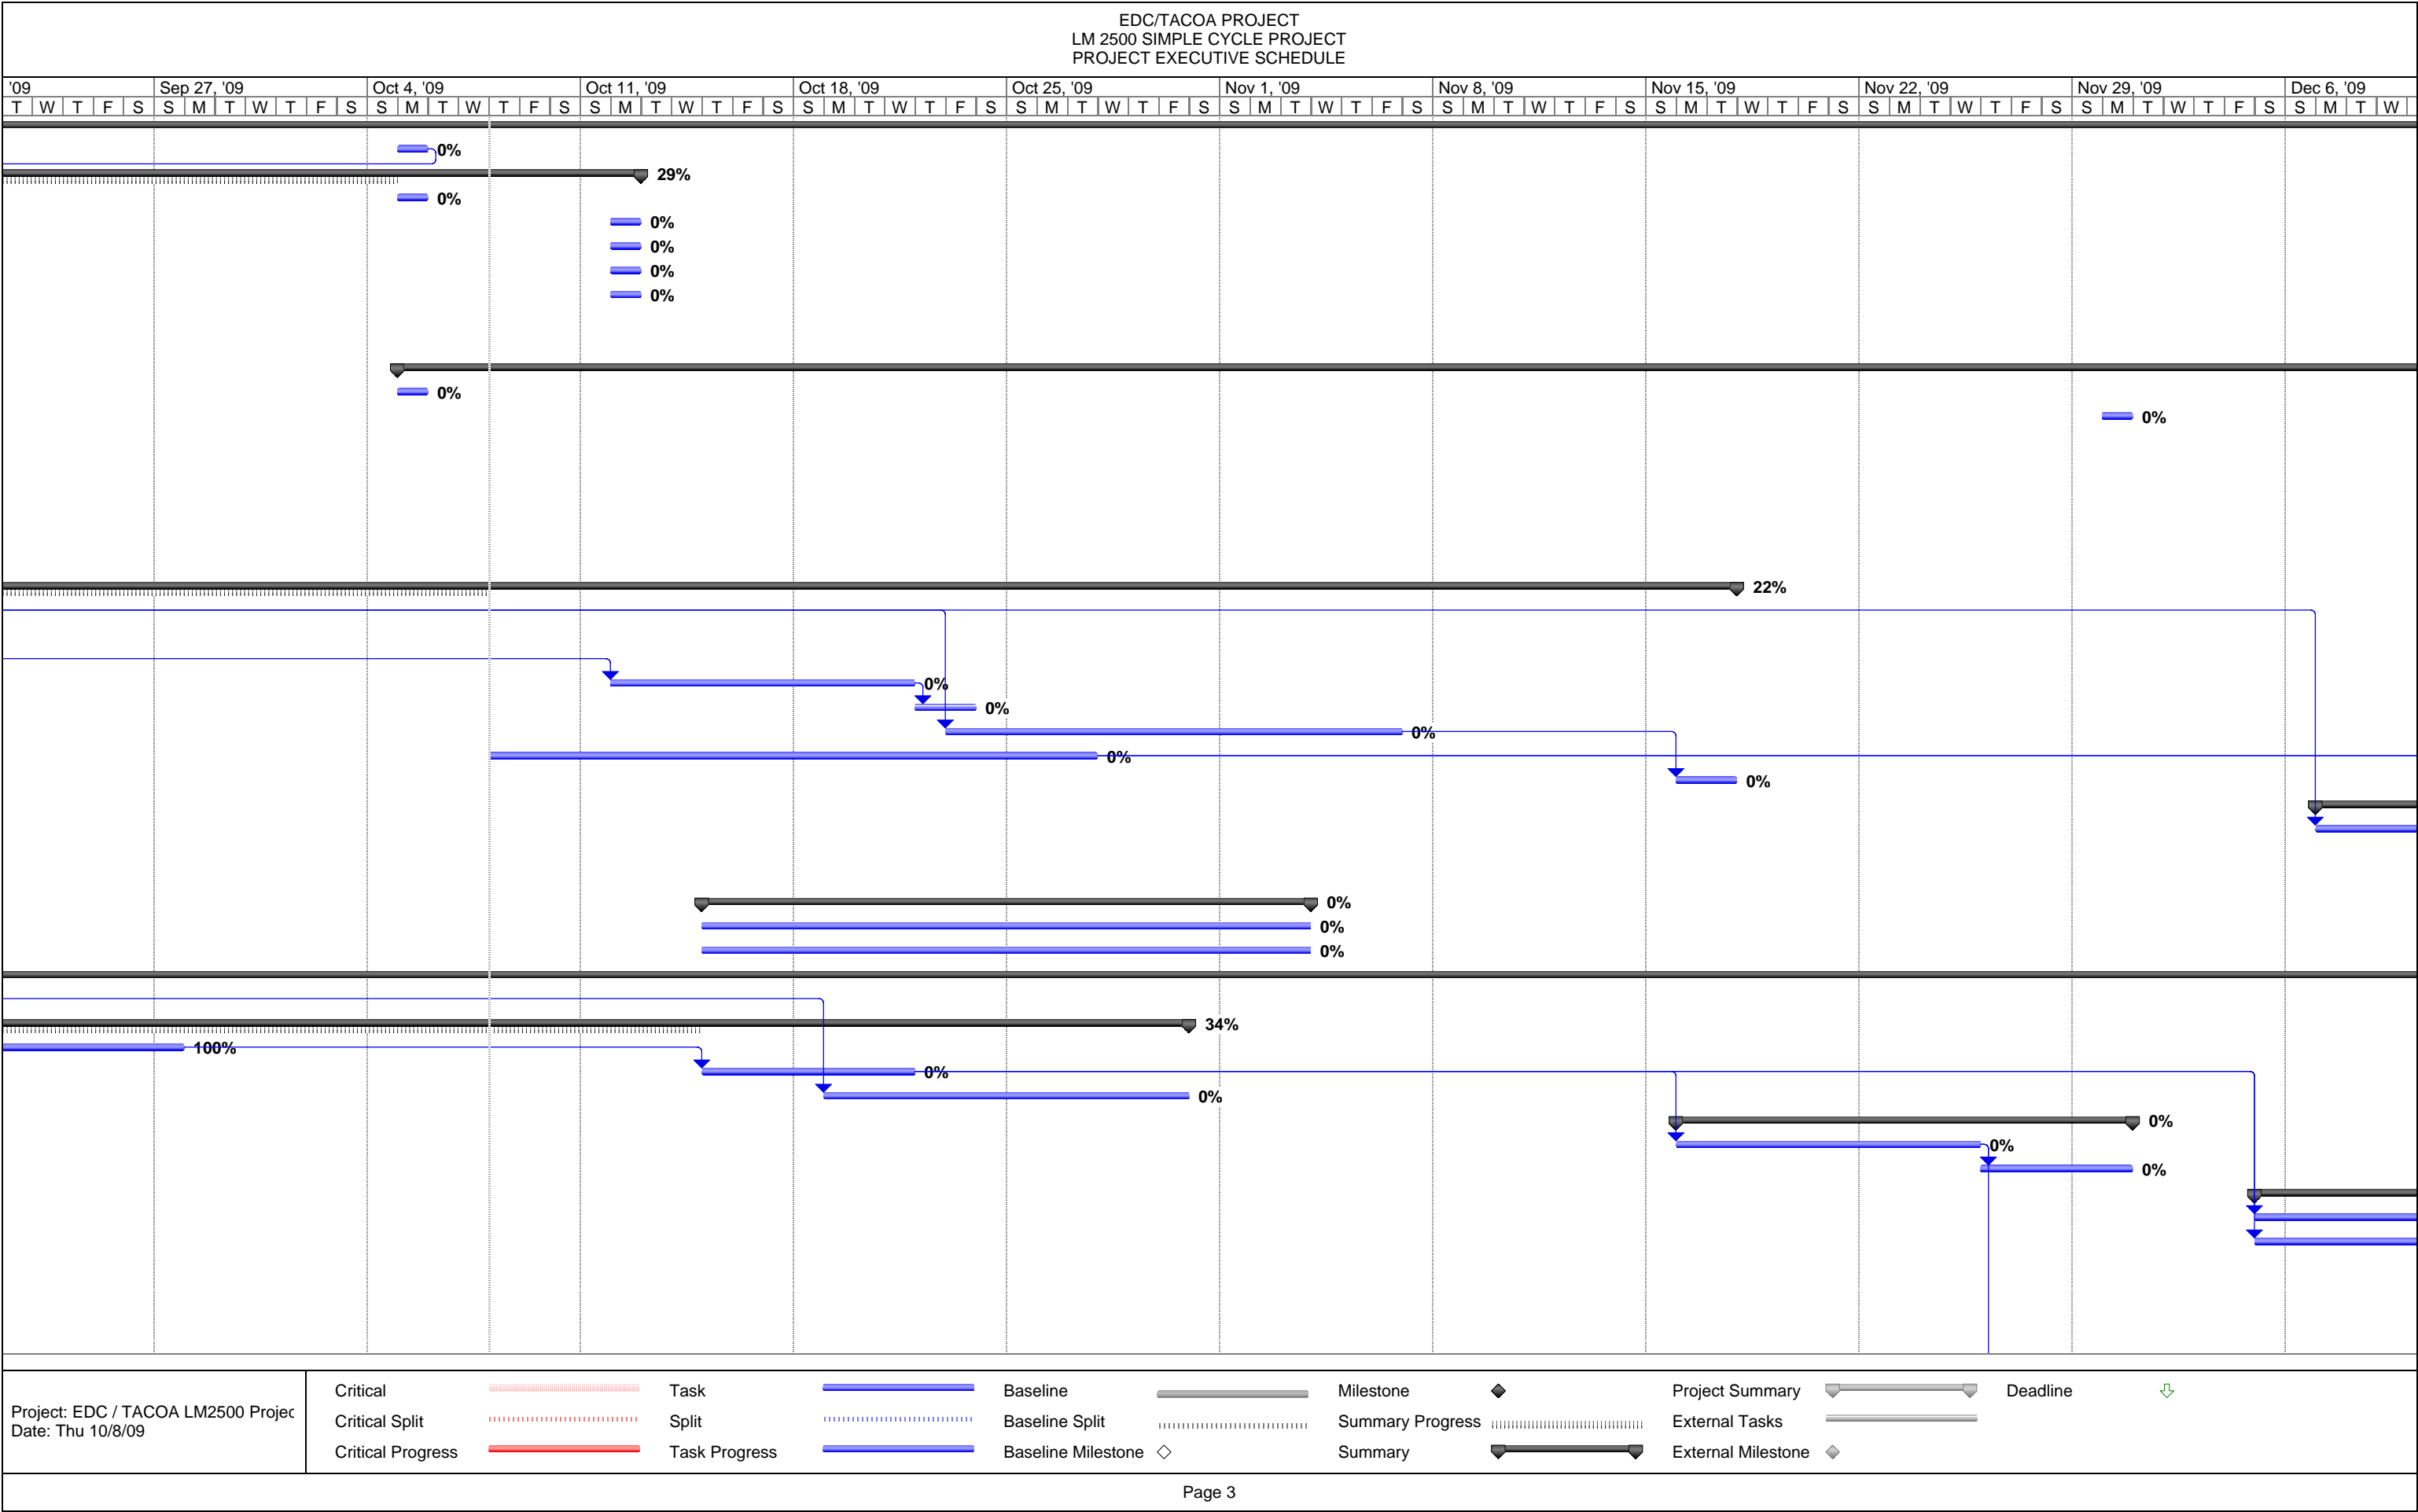 EDC/TACOA PROJECT
LM 2500 SIMPLE CYCLE PROJECT
PROJECT EXECUTIVE SCHEDULE
'09 Sep 27, '09 Oct 4, '09 Oct 11, '09 Oct 18, '09 Oct 25, '09 Nov 1, '09 Nov 8, '09 Nov 15, '09 Nov 22, '09 Nov 29, '09 Dec 6, '09
T W T F S S M T W T F S S M T W T F S S M T W T F S S M T W T F S S M T W T F S S M T W T F S S M T W T F S S M T W T F S S M T W T F S S M T W T F S S M T W
0%
29%
0%
0%
0%
0%
0%
0%
0%
22%
0%
0%
0%
0%
0%
0%
0%
0%
34%
100%
0%
0%
0%
0%
0%
Critical Task Baseline Milestone Project Summary Deadline
Project: EDC / TACOA LM2500 Projec
Critical Split Split Baseline Split Summary Progress External Tasks
Date: Thu 10/8/09
Critical Progress Task Progress Baseline Milestone Summary External Milestone
Page 3